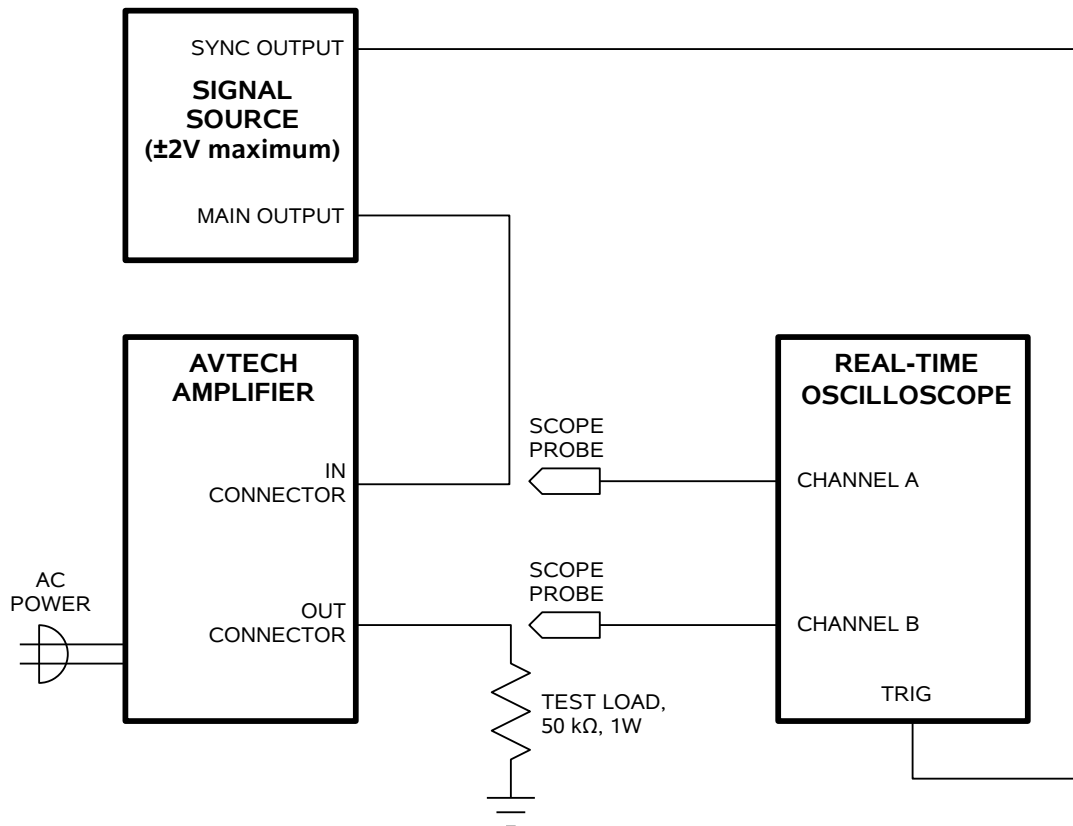 SYNC OUTPUT
SIGNAL
SOURCE
(±2V maximum)
MAIN OUTPUT
AVTECH
AMPLIFIER
IN
CONNECTOR
OUT
CONNECTOR
AC
POWER
SCOPE
PROBE
SCOPE
PROBE
TEST LOAD,
50 kΩ, 1W
REAL-TIME
OSCILLOSCOPE
CHANNEL A
CHANNEL B
TRIG